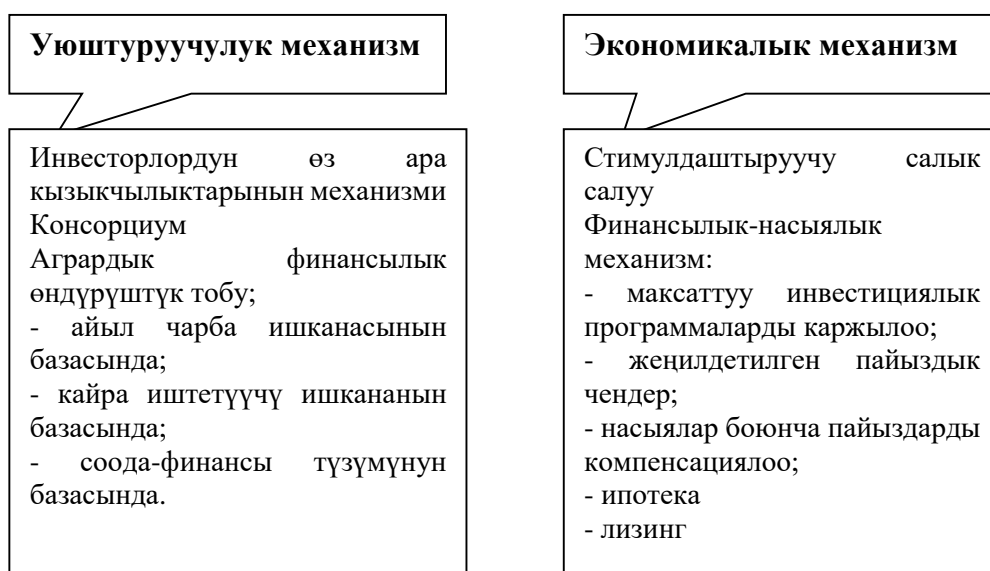 Уюштуруучулук механизм
Инвесторлордун өз ара
кызыкчылыктарынын механизми
Консорциум
Агрардык финансылык
өндүрүштүк тобу;
- айыл чарба ишканасынын
базасында;
- кайра иштетүүчү ишкананын
базасында;
- соода-финансы түзүмүнун
базасында.
Экономикалык механизм
Стимулдаштыруучу салык
салуу
Финансылык-насыялык
механизм:
- максаттуу инвестициялык
программаларды каржылоо;
- жеңилдетилген пайыздык
чендер;
- насыялар боюнча пайыздарды
компенсациялоо;
- ипотека
- лизинг